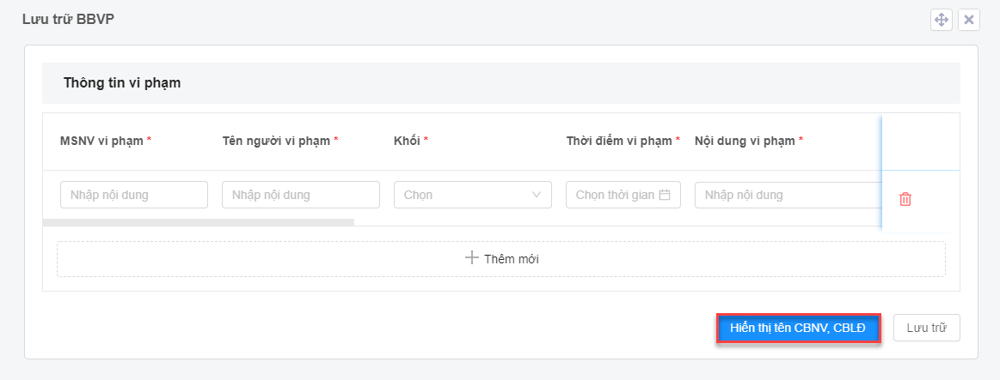 Lưu trữ BBVP
Thông tin vi phạm
MSNV vi phạm * Tên người vi phạm * Khối * Thời điểm vi phạm * Nội dung vi phạm *
Nhập nội dung Nhập nội dung Chọn Chọn thời gian Nhập nội dung
Thêm mới
Hiển thị tên CBNV, CBLĐ Lưu trữ